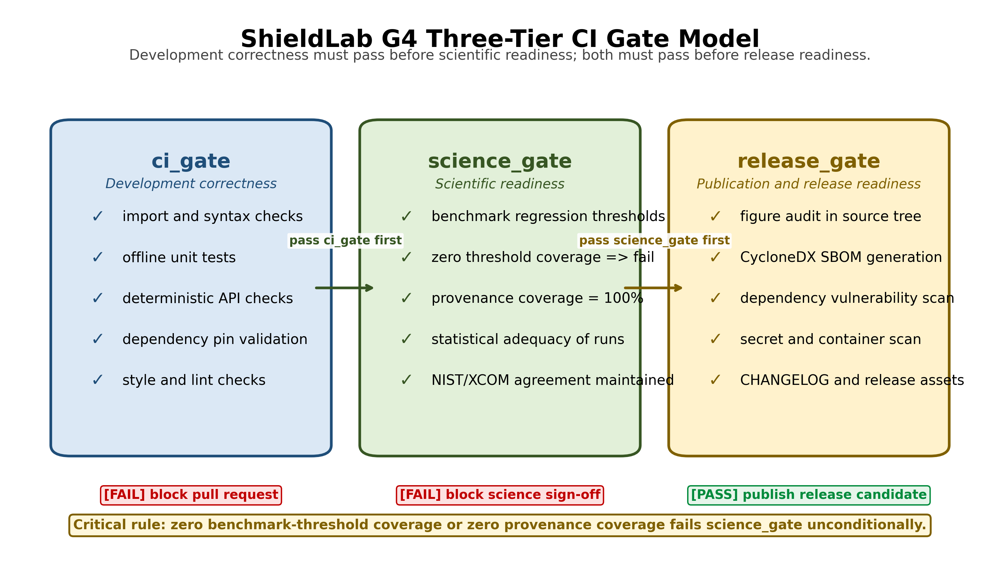 ShieldLab G4 Three-Tier CI Gate Model
Development correctness must pass before scientific readiness; both must pass before release readiness.
ci_gate
Development correctness
✓ import and syntax checks
✓ offline unit tests
✓ deterministic API checks
✓ dependency pin validation
✓ style and lint checks
pass ci_gate first
science_gate
Scientific readiness
✓ benchmark regression thresholds
✓ zero threshold coverage => fail
✓ provenance coverage = 100%
✓ statistical adequacy of runs
✓ NIST/XCOM agreement maintained
pass science_gate first
release_gate
Publication and release readiness
✓ figure audit in source tree
✓ CycloneDX SBOM generation
✓ dependency vulnerability scan
✓ secret and container scan
✓ CHANGELOG and release assets
[FAIL] block pull request
[FAIL] block science sign-off
[PASS] publish release candidate
Critical rule: zero benchmark-threshold coverage or zero provenance coverage fails science_gate unconditionally.